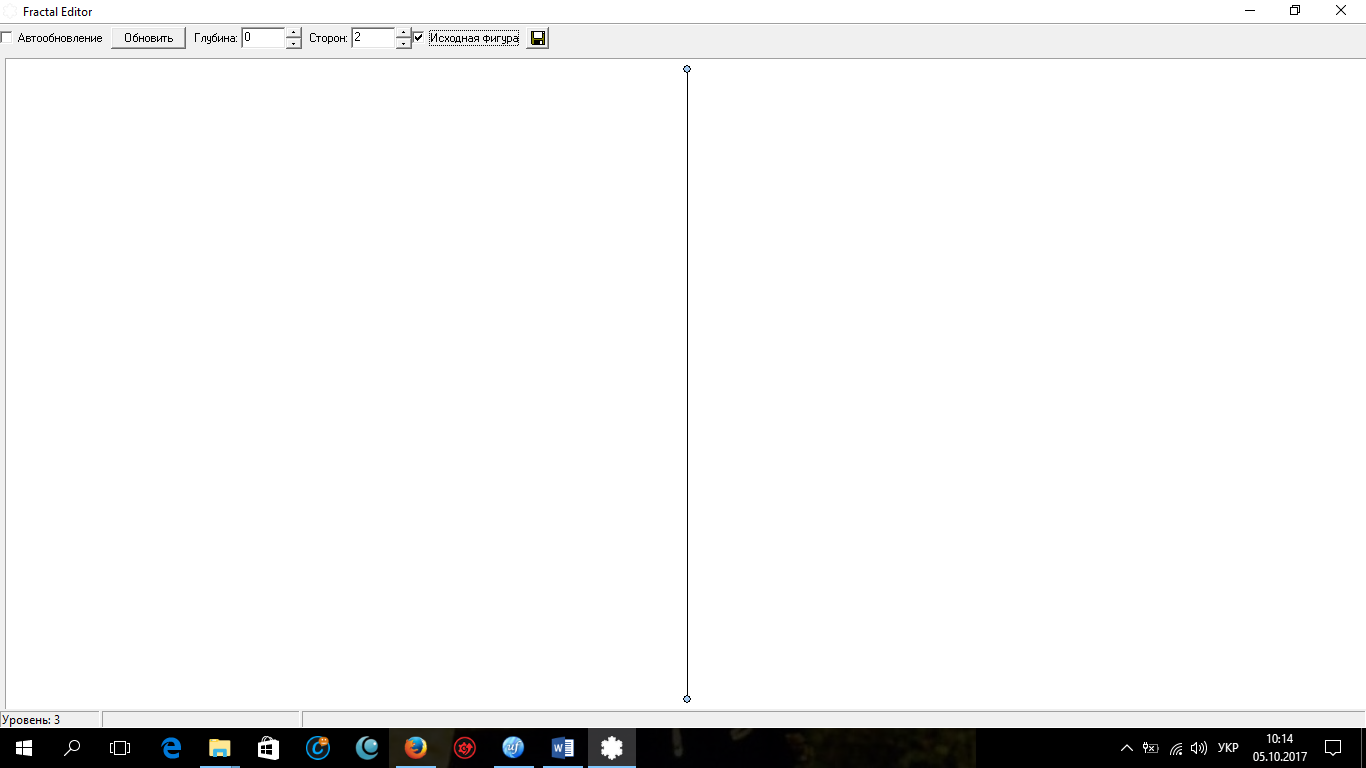 Fractal Editor
Автообновление Обновить Глубина: 0 Сторон: 2 Исходная фигура
Уровень: 3
УКР
10:14
05.10.2017